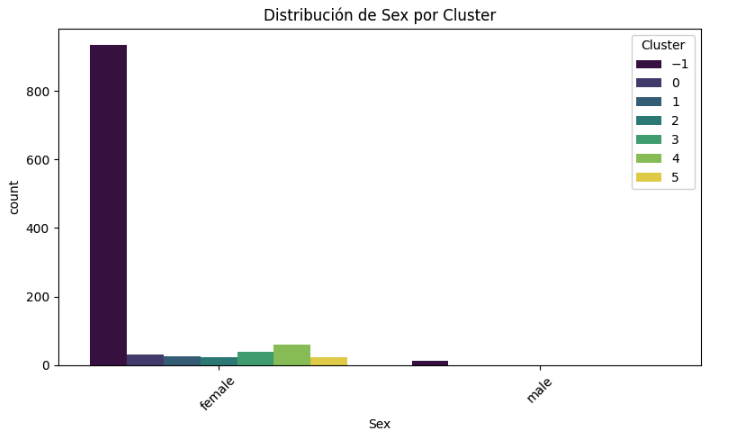 Distribución de Sex por Cluster
Cluster
−1
0
1
2
3
4
5
800
600
400
200
0
count
female
male
Sex